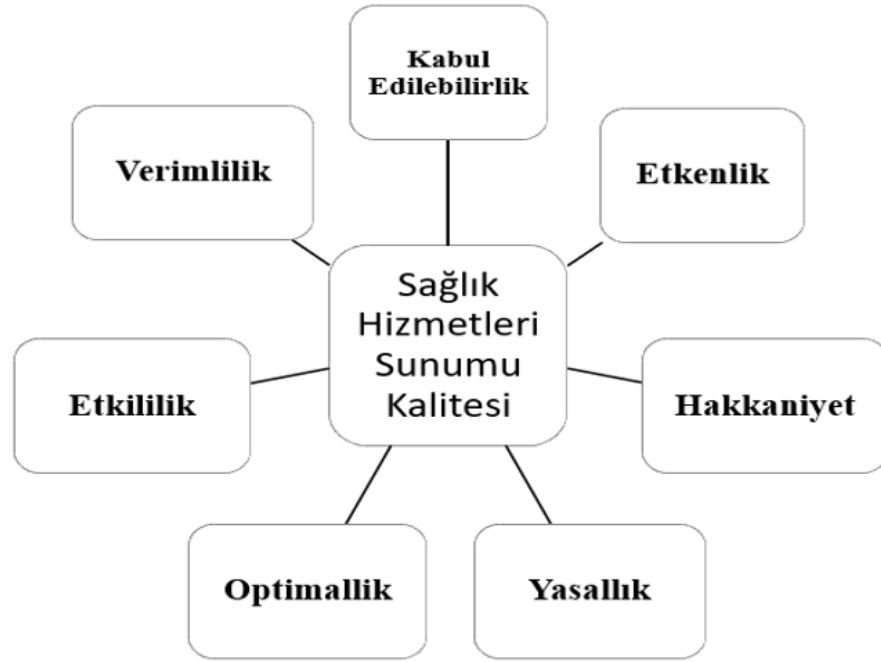 Kabul
Edilebilirlik
Verimlilik
Etkenlik
Sağlık
Hizmetleri
Sunumu
Kalitesi
Etkililik
Hakkaniyet
Optimallik
Yasallık